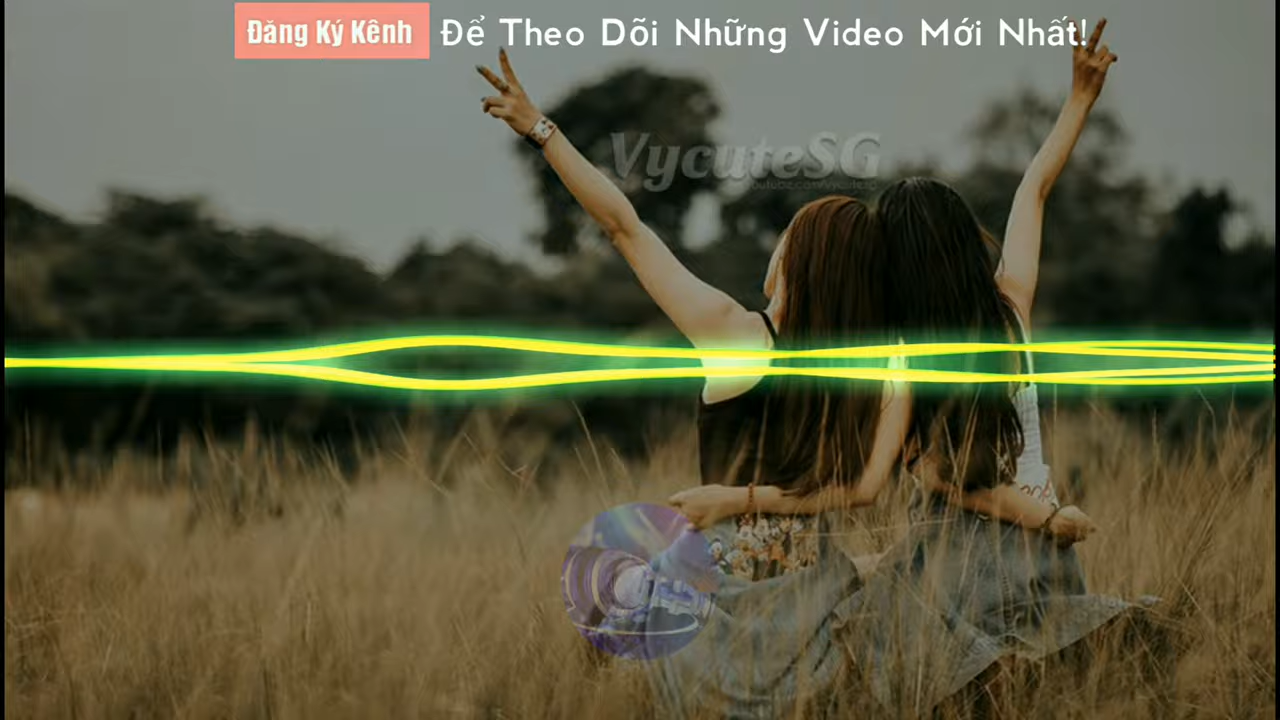 Đăng Ký Kênh Để Theo Dõi Những Video Mới Nhất!
VycuteSG